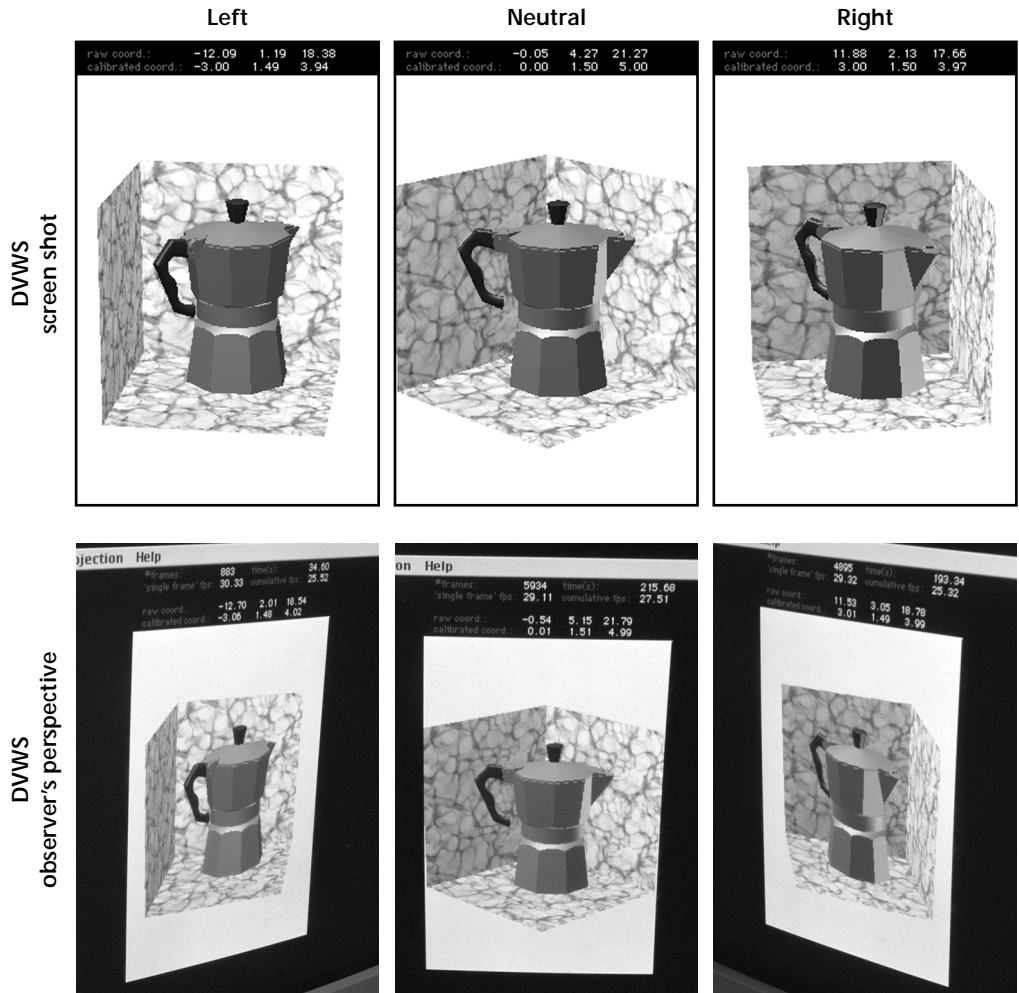 Left Neutral Right
DVWS
screen shot
raw coord.: -12.09 1.19 18.38
calibrated coord.: -3.00 1.49 3.94
raw coord.: -0.05 4.27 21.27
calibrated coord.: 0.00 1.50 5.00
raw coord.: 11.88 2.13 17.66
calibrated coord.: 3.00 1.50 3.97
DVWS
observer's perspective
ojection Help
#frames: 883 time(s): 34.60
'single frame' fps: 30.33 cumulative fps: 25.52
raw coord.: -12.70 2.01 18.54
calibrated coord.: -3.06 1.48 4.02
on Help
#frames: 5934 time(s): 215.68
'single frame' fps: 29.11 cumulative fps: 27.51
raw coord.: -0.54 5.15 21.79
calibrated coord.: 0.01 1.51 4.99
#frames: 4895 time(s): 193.34
'single frame' fps: 29.32 cumulative fps: 25.32
raw coord.: 11.53 3.05 18.78
calibrated coord.: 3.01 1.49 3.99